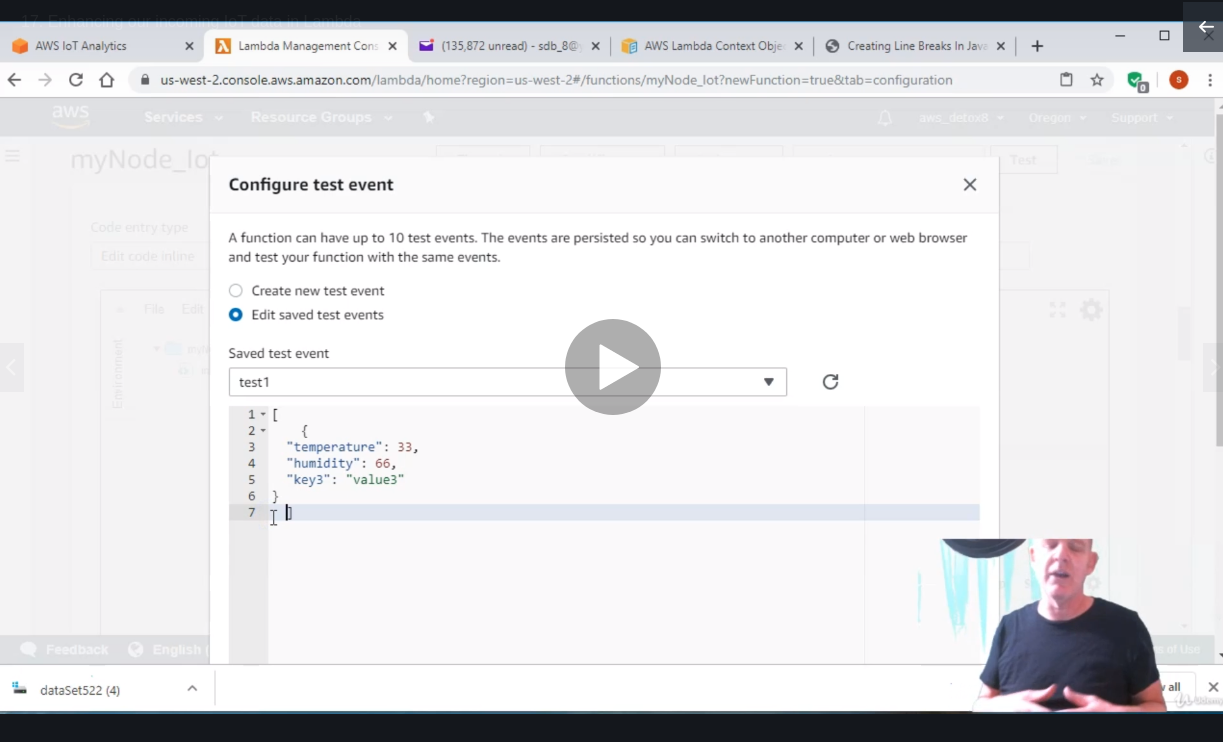 17. Enhancing our incoming IoT data in Lambda
AWS IoT Analytics
Lambda Management Cons
(135,872 unread) - sdb_8@
AWS Lambda Context Obje
Creating Line Breaks In Java
us-west-2.console.aws.amazon.com/lambda/home?region=us-west-2#/functions/myNode_Iot?newFunction=true&tab=configuration
0
s
aws
Services
Resource Groups
aws_detox8
Oregon
Support
myNode_Iot
Test
Configure test event
Code entry type
Edit code inline
A function can have up to 10 test events. The events are persisted so you can switch to another computer or web browser
and test your function with the same events.
Create new test event
File Edit
Edit saved test events
Environment
Saved test event
test1
1 [
2 {
3 "temperature": 33,
4 "humidity": 66,
5 "key3": "value3"
6 }
7 ]
Feedback
English
of Use
dataSet522 (4)
all